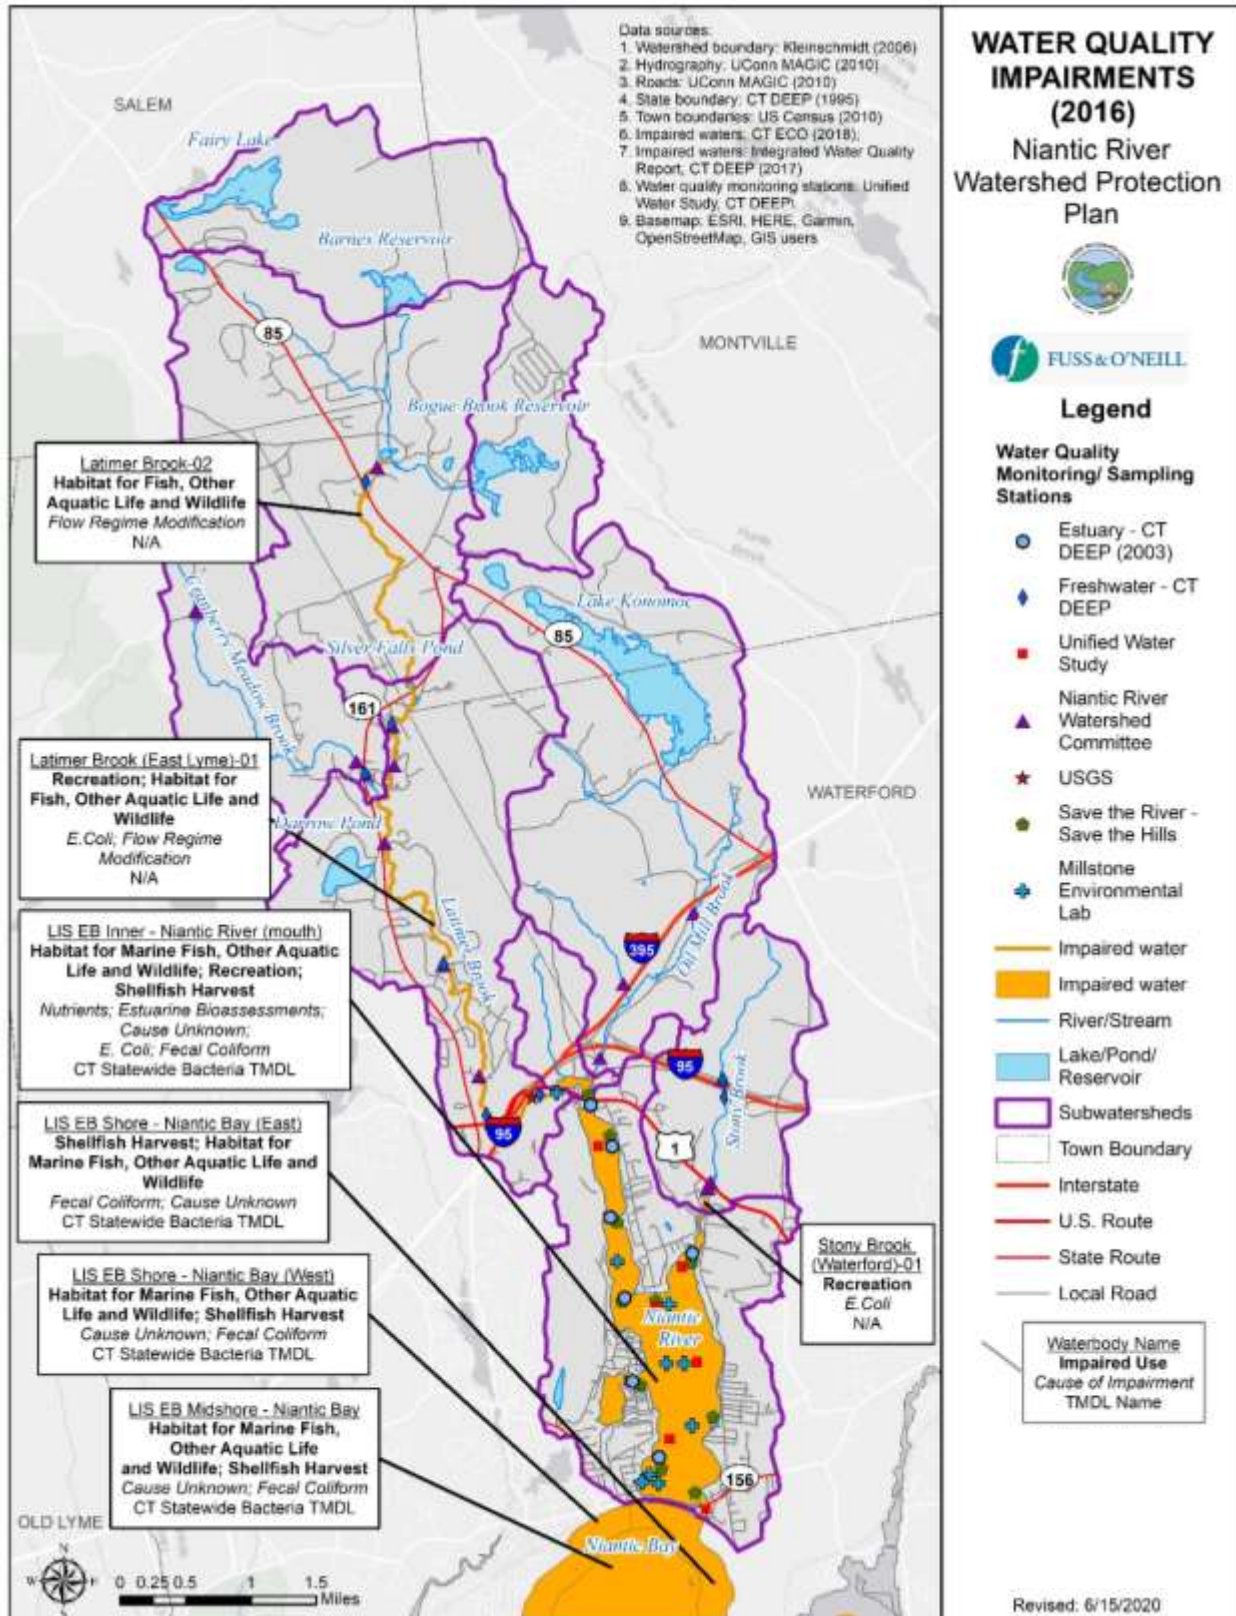 Data sources:
1. Watershed boundary: Kleinschmidt (2006)
2. Hydrography: UConn MAGIC (2010)
3. Roads: UConn MAGIC (2010)
4. State boundary: CT DEEP (1995)
5. Town boundaries: US Census (2010)
6. Impaired waters: CT ECO (2018);
7. Impaired waters: Integrated Water Quality
Report, CT DEEP (2017)
8. Water quality monitoring stations: Unified
Water Study, CT DEEP\
9. Basemap: ESRI, HERE, Garmin,
OpenStreetMap, GIS users
SALEM
Fairy Lake
Barnes Reservoir
85
MONTVILLE
Bogue Brook Reservoir
Latimer Brook-02
Habitat for Fish, Other
Aquatic Life and Wildlife
Flow Regime Modification
N/A
Cranberry Meadow Brook
Lake Konomoc
85
Silver Falls Pond
161
Latimer Brook (East Lyme)-01
Recreation; Habitat for
Fish, Other Aquatic Life and
Wildlife
E.Coli; Flow Regime
Modification
N/A
WATERFORD
Darrow Pond
Latimer Brook
Oil Mill Brook
395
LIS EB Inner - Niantic River (mouth)
Habitat for Marine Fish, Other Aquatic
Life and Wildlife; Recreation;
Shellfish Harvest
Nutrients; Estuarine Bioassessments;
Cause Unknown;
E. Coli; Fecal Coliform
CT Statewide Bacteria TMDL
95
Stony Brook
95
1
LIS EB Shore - Niantic Bay (East)
Shellfish Harvest; Habitat for
Marine Fish, Other Aquatic Life and
Wildlife
Fecal Coliform; Cause Unknown
CT Statewide Bacteria TMDL
Stony Brook
(Waterford)-01
Recreation
E.Coli
N/A
LIS EB Shore - Niantic Bay (West)
Habitat for Marine Fish, Other Aquatic
Life and Wildlife; Shellfish Harvest
Cause Unknown; Fecal Coliform
CT Statewide Bacteria TMDL
Niantic
River
LIS EB Midshore - Niantic Bay
Habitat for Marine Fish,
Other Aquatic Life
and Wildlife; Shellfish Harvest
Cause Unknown; Fecal Coliform
CT Statewide Bacteria TMDL
156
OLD LYME
Niantic Bay
N
W
E
S
0 0.25 0.5 1 1.5
Miles
WATER QUALITY
IMPAIRMENTS
(2016)
Niantic River
Watershed Protection
Plan
FUSS & O'NEILL
Legend
Water Quality
Monitoring/ Sampling
Stations
Estuary - CT
DEEP (2003)
Freshwater - CT
DEEP
Unified Water
Study
Niantic River
Watershed
Committee
USGS
Save the River -
Save the Hills
Millstone
Environmental
Lab
Impaired water
Impaired water
River/Stream
Lake/Pond/
Reservoir
Subwatersheds
Town Boundary
Interstate
U.S. Route
State Route
Local Road
Waterbody Name
Impaired Use
Cause of Impairment
TMDL Name
Revised: 6/15/2020